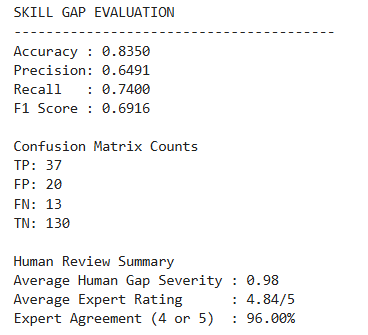 SKILL GAP EVALUATION
----------------------------------------
Accuracy : 0.8350
Precision: 0.6491
Recall   : 0.7400
F1 Score : 0.6916

Confusion Matrix Counts
TP: 37
FP: 20
FN: 13
TN: 130

Human Review Summary
Average Human Gap Severity : 0.98
Average Expert Rating      : 4.84/5
Expert Agreement (4 or 5)  : 96.00%